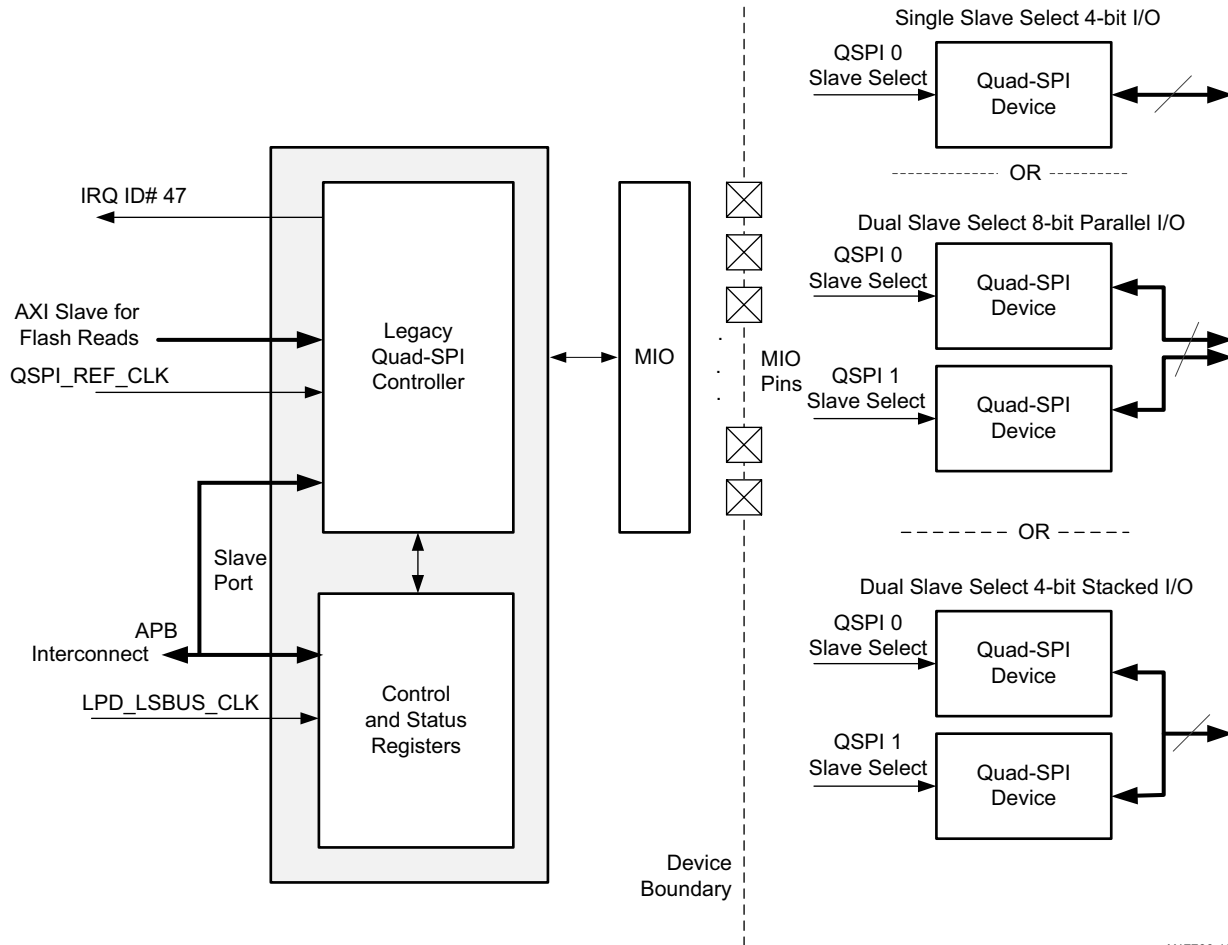 Single Slave Select 4-bit I/O
QSPI 0
Slave Select
Quad-SPI
Device
OR
IRQ ID# 47
AXI Slave for
Flash Reads
QSPI_REF_CLK
Legacy
Quad-SPI
Controller
MIO
MIO
Pins
Dual Slave Select 8-bit Parallel I/O
QSPI 0
Slave Select
Quad-SPI
Device
QSPI 1
Slave Select
Quad-SPI
Device
OR
Slave
Port
APB
Interconnect
LPD_LSBUS_CLK
Control
and Status
Registers
Dual Slave Select 4-bit Stacked I/O
QSPI 0
Slave Select
Quad-SPI
Device
QSPI 1
Slave Select
Quad-SPI
Device
Device
Boundary